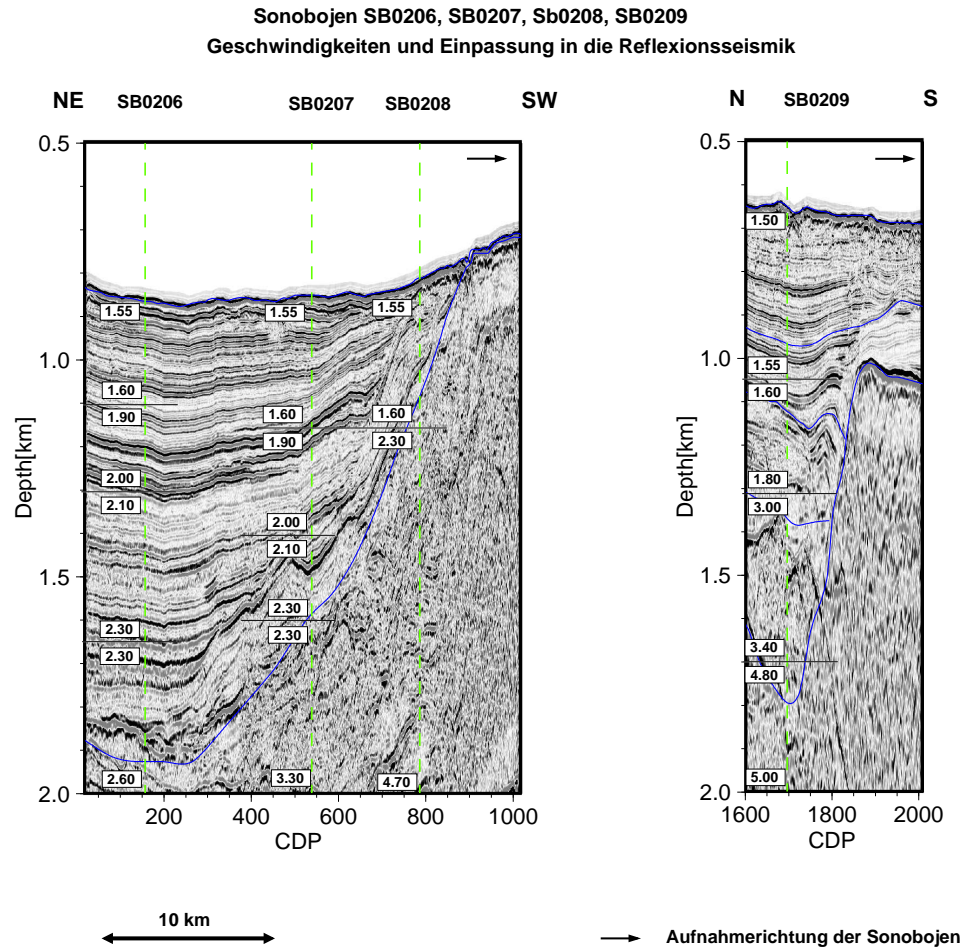 Sonobojen SB0206, SB0207, Sb0208, SB0209
Geschwindigkeiten und Einpassung in die Reflexionsseismik
NE SB0206 SB0207 SB0208 SW
0.5
1.0
1.5
2.0
Depth[km]
1.55 1.55 1.55
1.60
1.90
1.60 1.60
1.90 2.30
2.00
2.10
2.00
2.10
2.30
2.30
2.30
2.30
2.60 3.30 4.70
200 400 600 800 1000
CDP
N SB0209 S
0.5
1.0
1.5
2.0
Depth[km]
1.50
1.55
1.60
1.80
3.00
3.40
4.80
5.00
1600 1800 2000
CDP
10 km
Aufnahmerichtung der Sonobojen